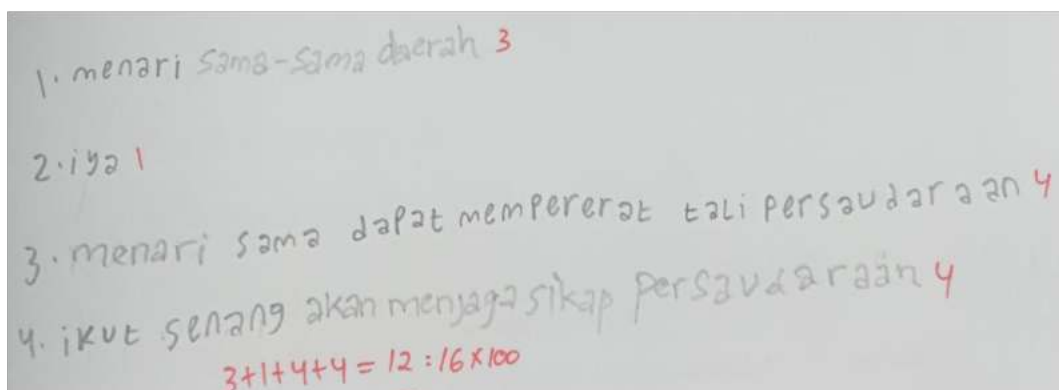 1. menari sama-sama daerah 3
2. iya 1
3. menari sama dapat mempererat tali persaudaraan 4
4. ikut senang akan menjaga sikap persaudaraan 4
3+1+4+4 = 12 : 16 x 100